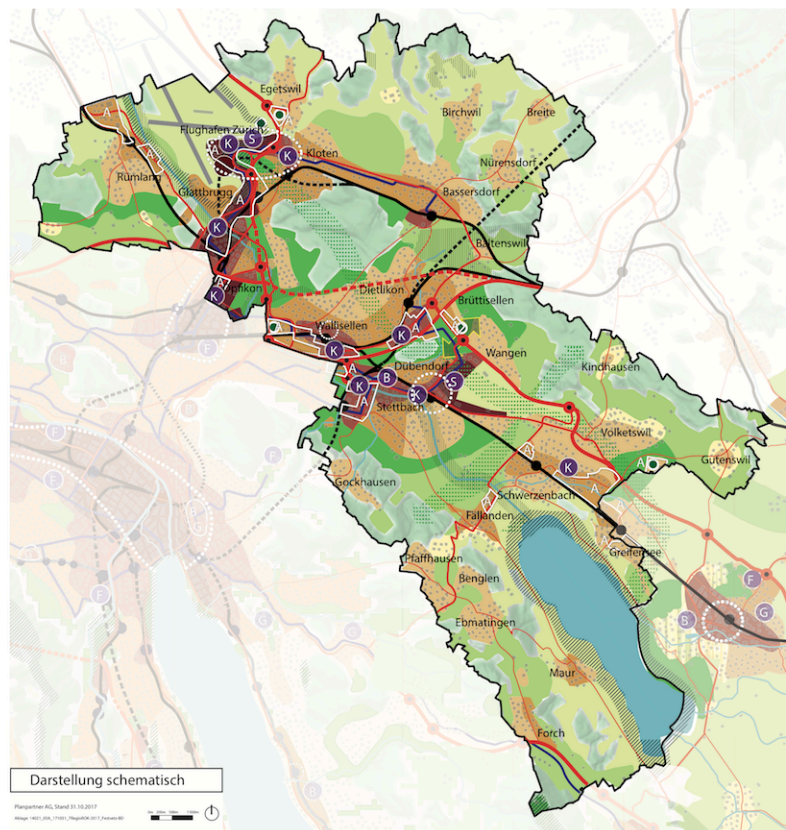 Egetswil
A
Birchwil
Breite
A
Flughafen Zürich
K
S
A
K
Kloten
A
Nürensdorf
Rümlang
Glattbrugg
Bassersdorf
A
K
Baltenswil
Opfikon
A
K
Dietlikon
Brüttisellen
A
Wallisellen
K
A
K
Wangen
A
Dübendorf
Kindhausen
K
B
K
S
A
Stettbach
Volketswil
A
K
A
Gütenswil
Gockhausen
A
Schwerzenbach
A
Fällanden
A
Greifensee
Pfaffhausen
Benglen
F
G
B
Ebmatingen
Maur
Forch
F
F
F
F
G
G
B
B
Darstellung schematisch
Planpartner AG, Stand 31.10.2017